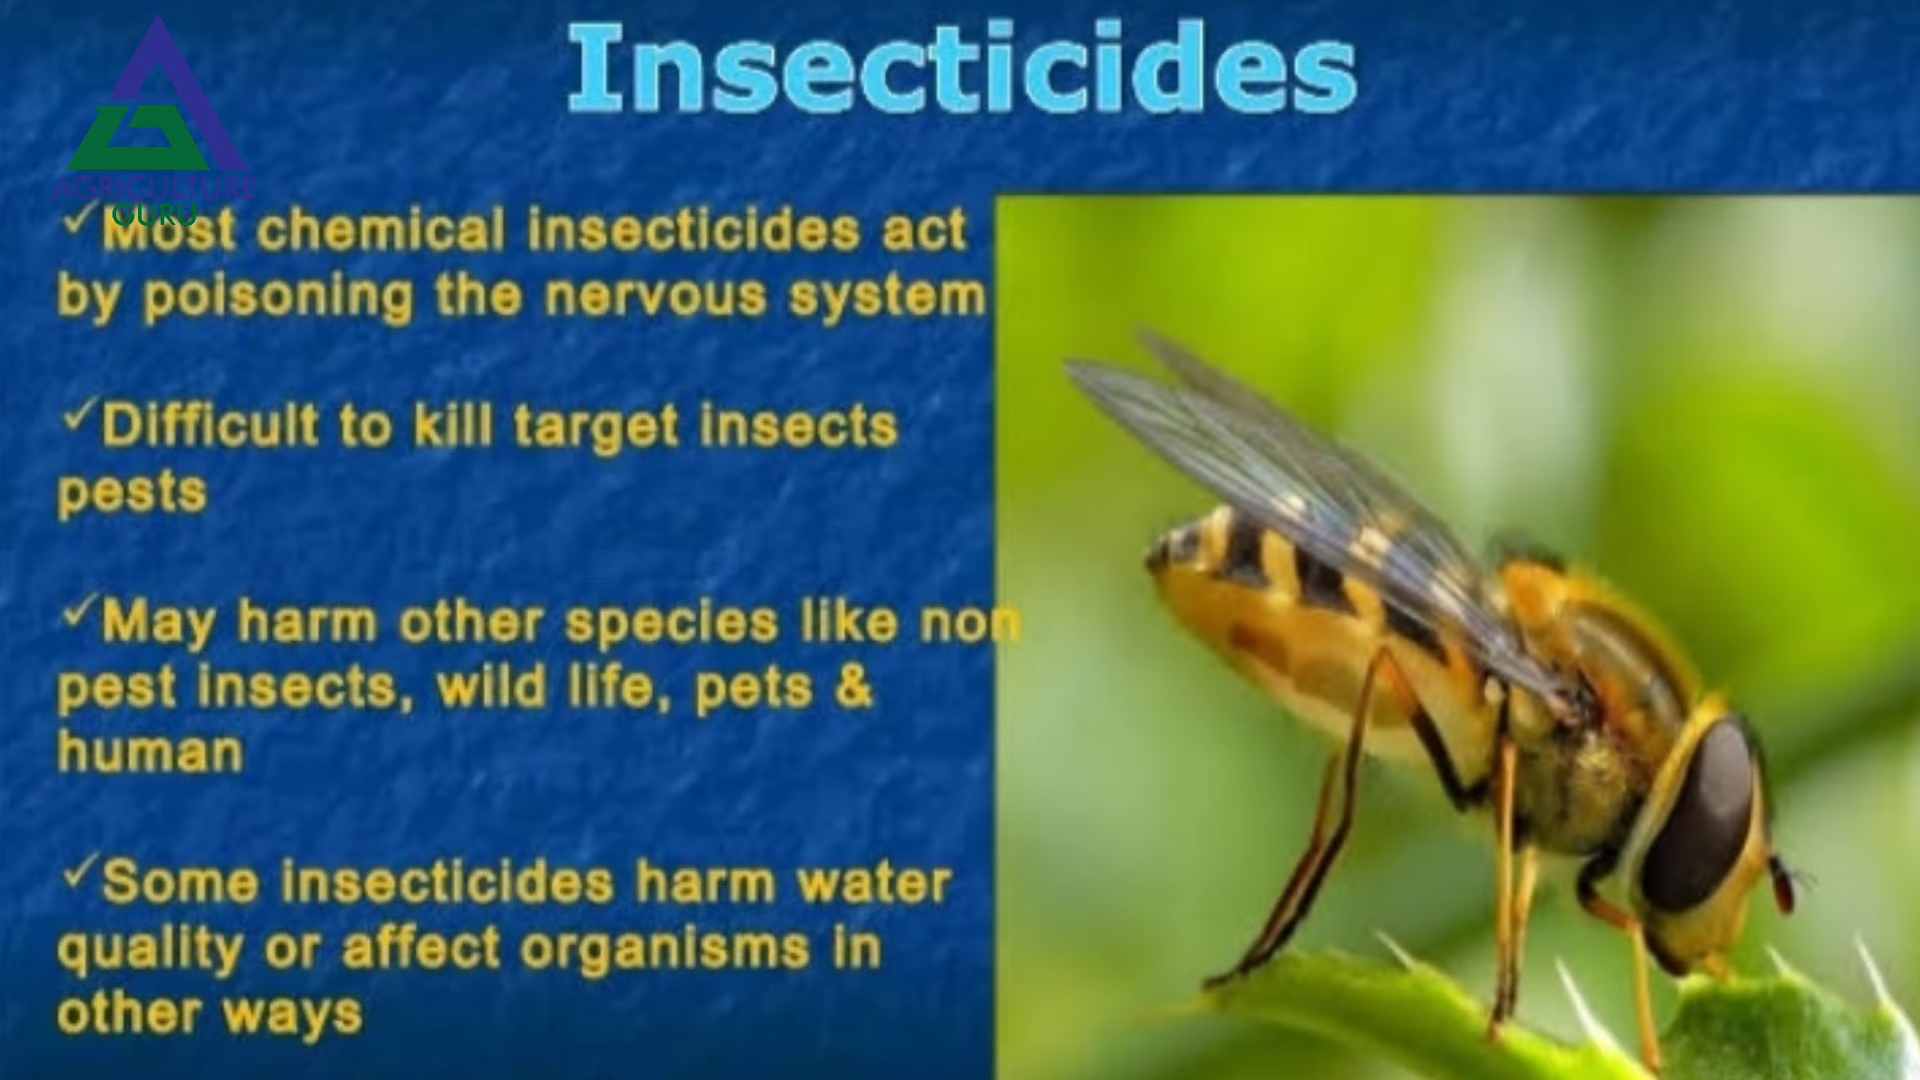 Insecticides
AGRICULTURE
GURU
✓Most chemical insecticides act
by poisoning the nervous system
✓Difficult to kill target insects
pests
✓May harm other species like non
pest insects, wild life, pets &
human
✓Some insecticides harm water
quality or affect organisms in
other ways